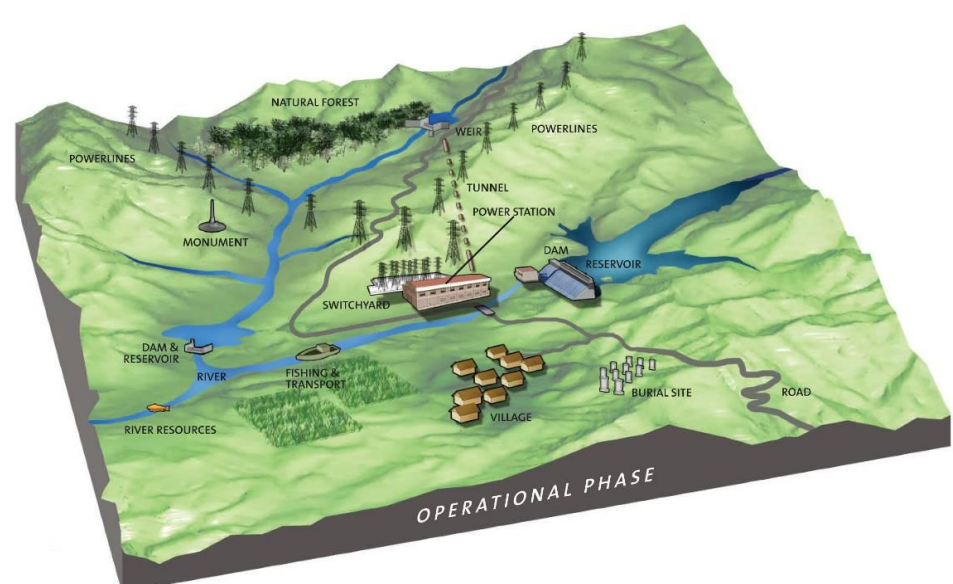 NATURAL FOREST
WEIR
POWERLINES
POWERLINES
TUNNEL
POWER STATION
MONUMENT
DAM
RESERVOIR
SWITCHYARD
DAM &
RESERVOIR
RIVER
FISHING &
TRANSPORT
BURIAL SITE
ROAD
VILLAGE
RIVER RESOURCES
OPERATIONAL PHASE